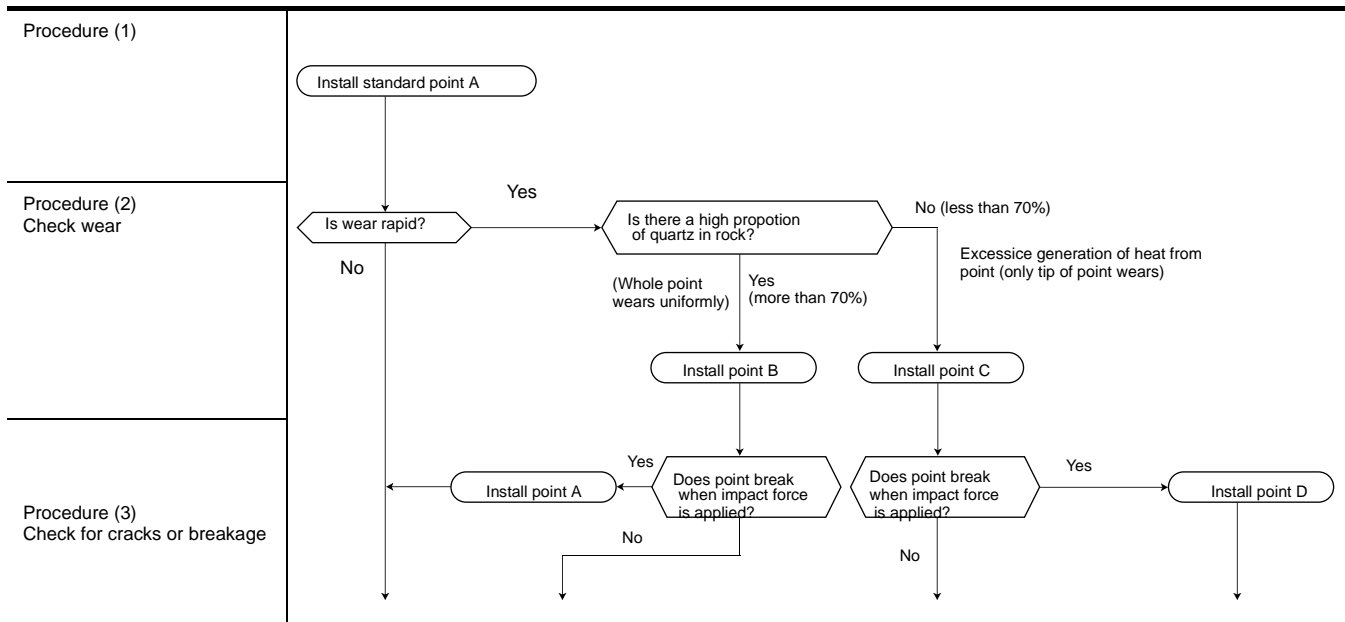 Procedure (1)
Install standard point A
Procedure (2)
Check wear
Is wear rapid?
Yes
No
Is there a high propotion
of quartz in rock?
No (less than 70%)
Excessice generation of heat from
point (only tip of point wears)
(Whole point
wears uniformly)
Yes
(more than 70%)
Install point B
Install point C
Procedure (3)
Check for cracks or breakage
Install point A
Yes
Does point break
when impact force
is applied?
No
Does point break
when impact force
is applied?
Yes
No
Install point D